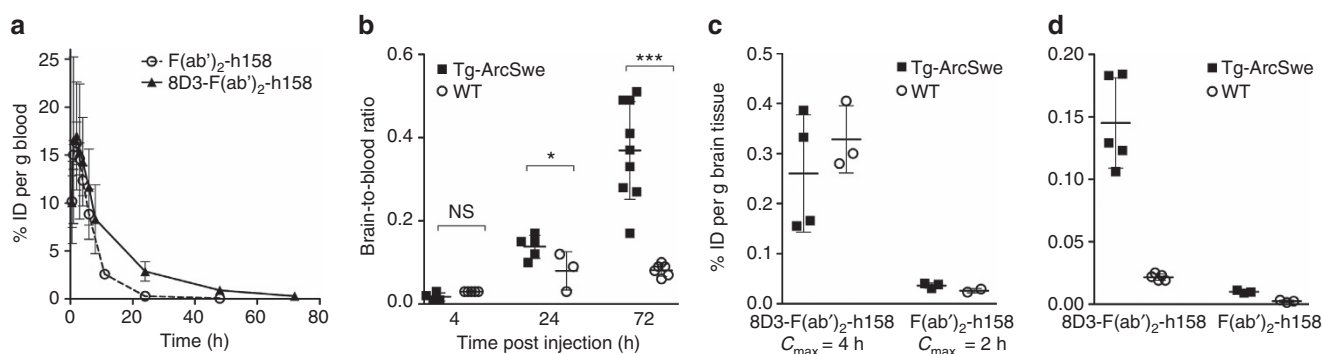 a
% ID per g blood
25
20
15
10
5
0
F(ab')₂-h158
8D3-F(ab')₂-h158
0 20 40 60 80
Time (h)
b
Brain-to-blood ratio
0.6
0.4
0.2
0.0
Tg-ArcSwe
WT
NS
*
***
4 24 72
Time post injection (h)
c
% ID per g brain tissue
0.5
0.4
0.3
0.2
0.1
0.0
Tg-ArcSwe
WT
8D3-F(ab')₂-h158 F(ab')₂-h158
Cmax = 4 h Cmax = 2 h
d
0.20
0.15
0.10
0.05
0.00
Tg-ArcSwe
WT
8D3-F(ab')₂-h158 F(ab')₂-h158